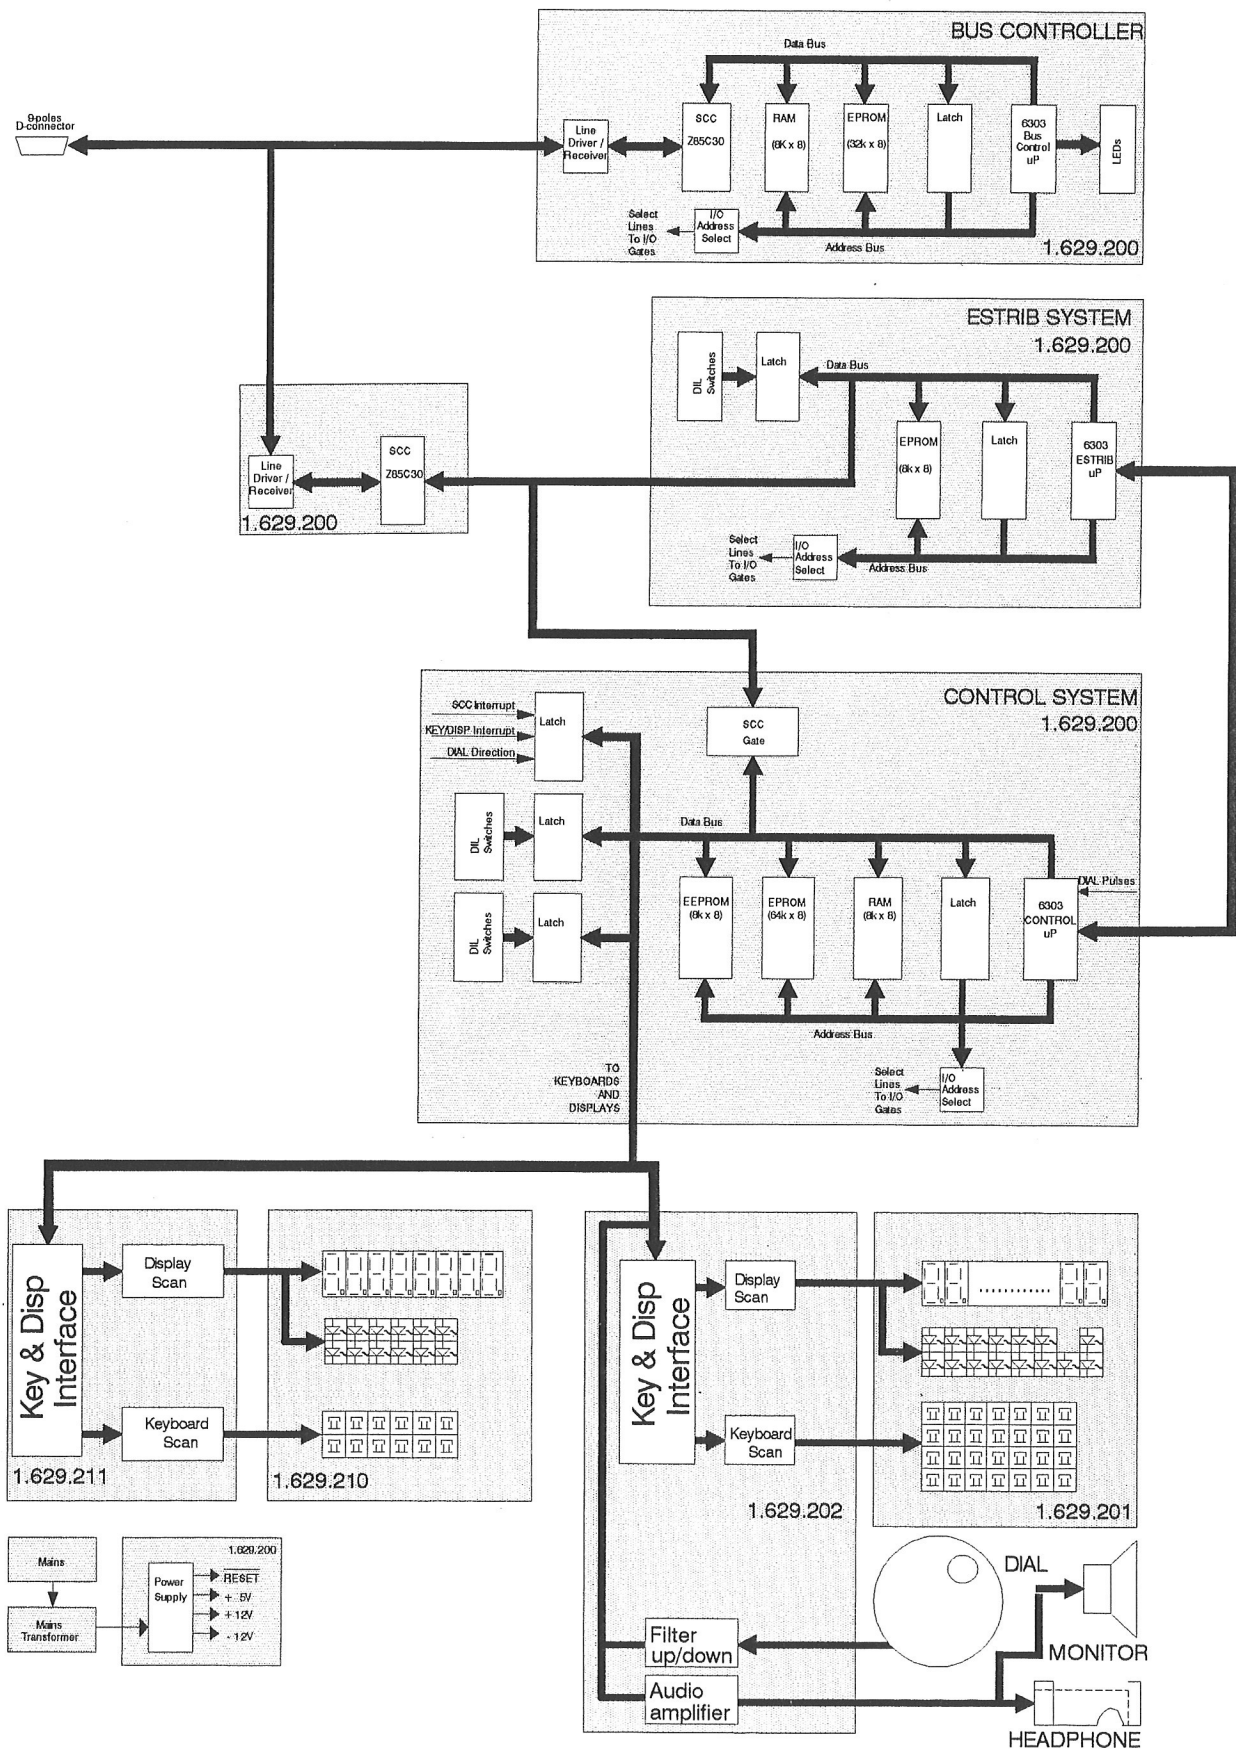 BUS CONTROLLER
Data Bus
9-poles
D-connector
Line
Driver /
Receiver
SCC
Z85C30
RAM
(8K x 8)
EPROM
(32k x 8)
Latch
6303
Bus
Control
uP
LEDs
Select
Lines
To I/O
Gates
I/O
Address
Select
Address Bus
1.629.200
ESTRIB SYSTEM
1.629.200
DIL
Switches
Latch
Data Bus
EPROM
(8k x 8)
Latch
6303
ESTRIB
uP
Line
Driver /
Receiver
SCC
Z85C30
1.629.200
Select
Lines
To I/O
Gates
I/O
Address
Select
Address Bus
CONTROL SYSTEM
1.629.200
SCC Interrupt
KEY/DISP Interrupt
DIAL Direction
Latch
SCC
Gate
DIL
Switches
Latch
Data Bus
DIL
Switches
Latch
EEPROM
(8k x 8)
EPROM
(64k x 8)
RAM
(8k x 8)
Latch
6303
CONTROL
uP
DIAL Pulses
Address Bus
TO
KEYBOARDS
AND
DISPLAYS
Select
Lines
To I/O
Gates
I/O
Address
Select
Key & Disp
Interface
Display
Scan
Keyboard
Scan
1.629.211
1.629.210
Key & Disp
Interface
Display
Scan
Keyboard
Scan
1.629.202
1.629.201
Mains
Mains
Transformer
1.629.200
Power
Supply
RESET
+ 5V
+ 12V
- 12V
Filter
up/down
Audio
amplifier
DIAL
MONITOR
HEADPHONE